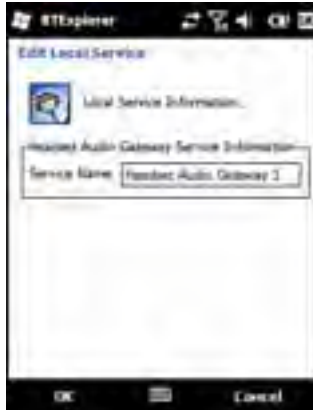 BTExplorer
Edit Local Service
Local Service Information..
Headset Audio Gateway Service Information
Service Name: Headset Audio Gateway 1
OK Cancel